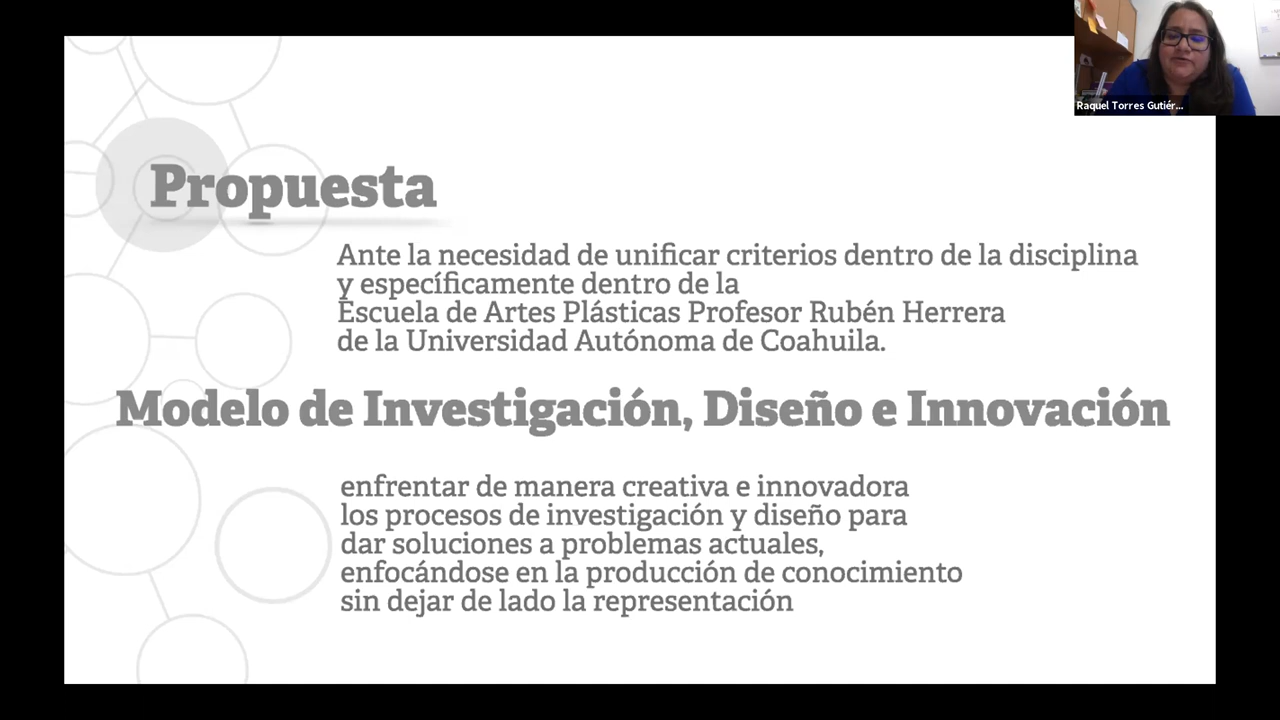 Raquel Torres Gutiér...
Propuesta
Ante la necesidad de unificar criterios dentro de la disciplina
y específicamente dentro de la
Escuela de Artes Plásticas Profesor Rubén Herrera
de la Universidad Autónoma de Coahuila.
Modelo de Investigación, Diseño e Innovación
enfrentar de manera creativa e innovadora
los procesos de investigación y diseño para
dar soluciones a problemas actuales,
enfocándose en la producción de conocimiento
sin dejar de lado la representación